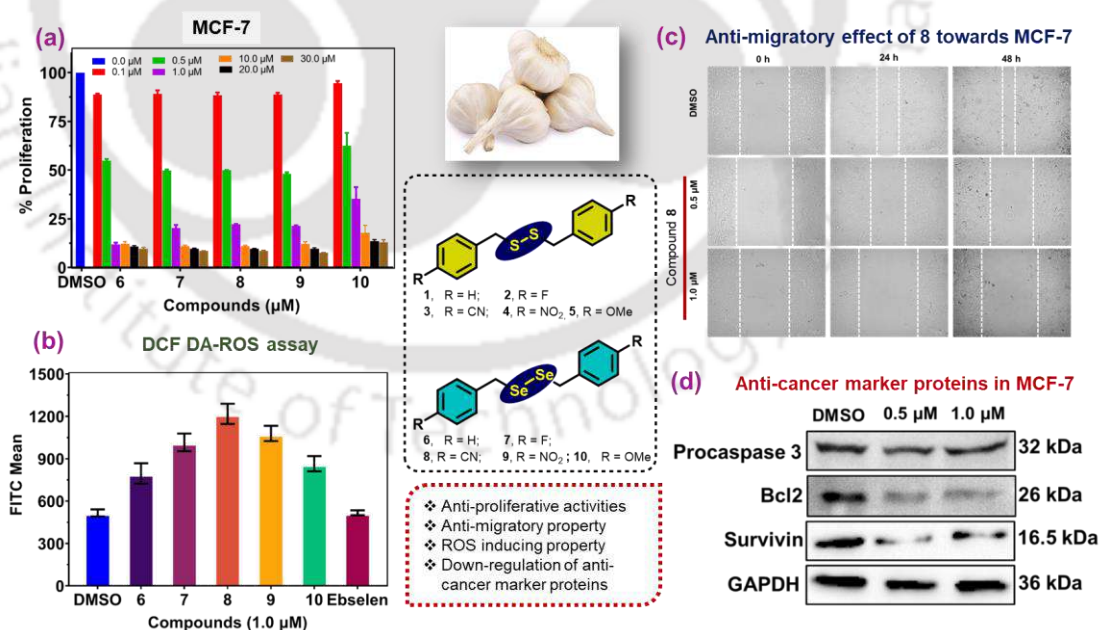 (a)
MCF-7
0.0 µM 0.5 µM 10.0 µM 30.0 µM
0.1 µM 1.0 µM 20.0 µM
% Proliferation
100
75
50
25
0
DMSO 6 7 8 9 10
Compounds (µM)
(b)
DCF DA-ROS assay
FITC Mean
1500
1200
900
600
300
0
DMSO 6 7 8 9 10 Ebselen
Compounds (1.0 µM)
R
S-S
R
1, R = H; 2, R = F
3, R = CN; 4, R = NO2, 5, R = OMe
R
Se
Se
R
6, R = H; 7, R = F;
8, R = CN; 9, R = NO2 ; 10, R = OMe
❖ Anti-proliferative activities
❖ Anti-migratory property
❖ ROS inducing property
❖ Down-regulation of anti-
cancer marker proteins
(c)
Anti-migratory effect of 8 towards MCF-7
0 h 24 h 48 h
DMSO
Compound 8
0.5 µM
1.0 µM
(d)
Anti-cancer marker proteins in MCF-7
DMSO 0.5 µM 1.0 µM
Procaspase 3 32 kDa
Bcl2 26 kDa
Survivin 16.5 kDa
GAPDH 36 kDa
of Technology